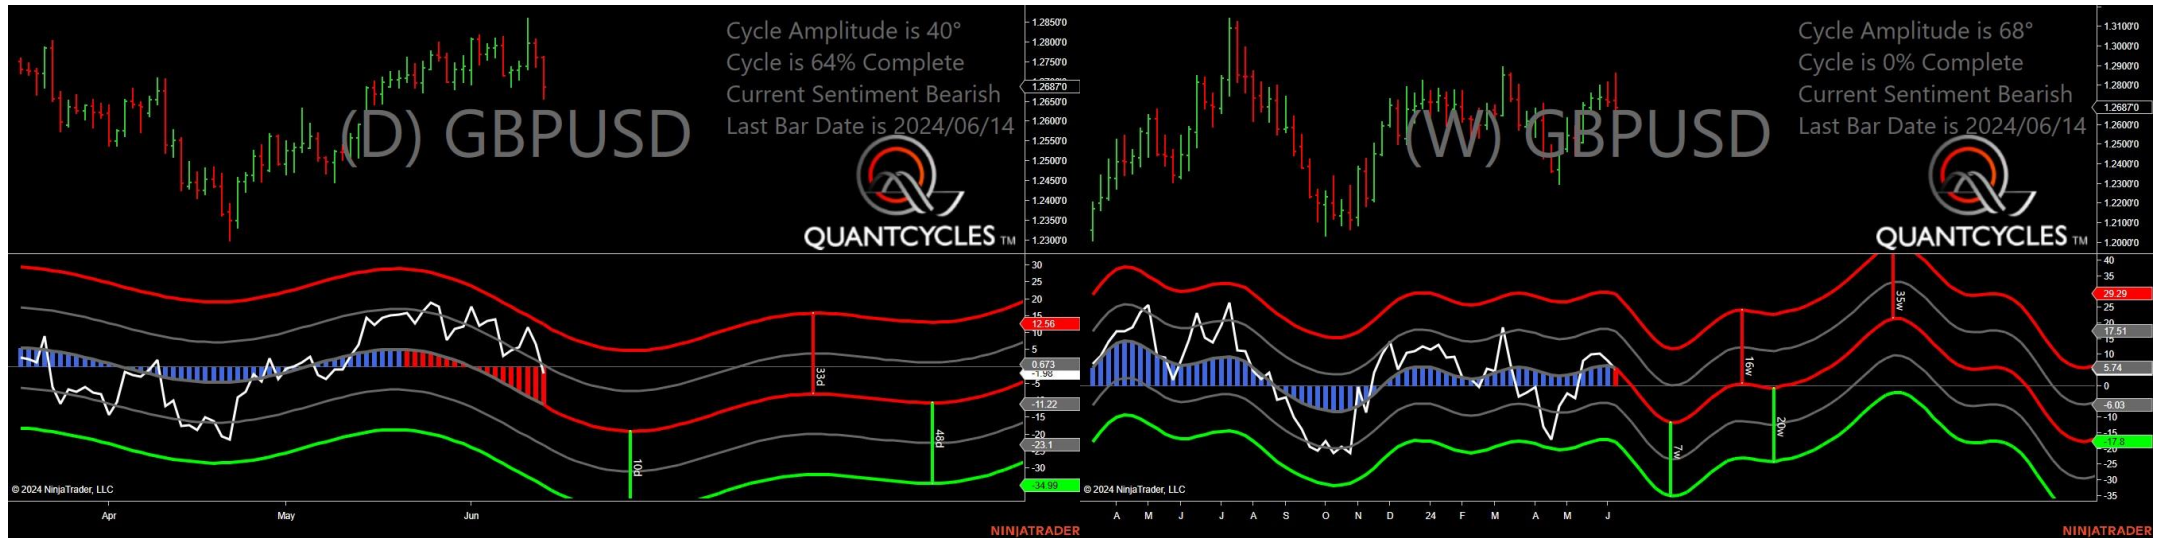 Cycle Amplitude is 40°
Cycle is 64% Complete
Current Sentiment Bearish
Last Bar Date is 2024/06/14
(D) GBPUSD
QUANTCYCLES TM
1.2850'0
1.2800'0
1.2750'0
1.2687'0
1.2650'0
1.2600'0
1.2550'0
1.2500'0
1.2450'0
1.2400'0
1.2350'0
1.2300'0
30
25
20
15
12.56
10
5
0.673
-1.98
-5
-11.22
-15
-20
-23.1
-25
-30
-34.99
33d
10d
48d
© 2024 NinjaTrader, LLC
Apr
May
Jun
NINJATRADER
Cycle Amplitude is 68°
Cycle is 0% Complete
Current Sentiment Bearish
Last Bar Date is 2024/06/14
(W) GBPUSD
QUANTCYCLES TM
1.3100'0
1.3000'0
1.2900'0
1.2800'0
1.2687'0
1.2600'0
1.2500'0
1.2400'0
1.2300'0
1.2200'0
1.2100'0
1.2000'0
40
35
29.29
25
20
17.51
15
10
5.74
0
-6.03
-10
-15
-17.8
-20
-25
-30
-35
35w
16w
7w
20w
© 2024 NinjaTrader, LLC
A
M
J
J
A
S
O
N
D
24
F
M
A
M
J
NINJATRADER